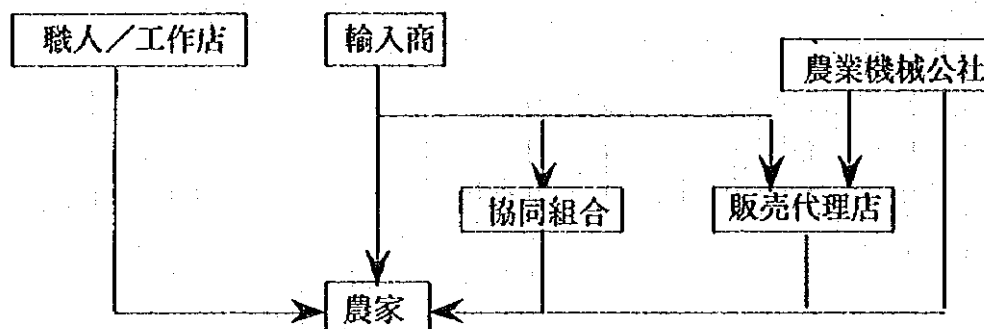 職人／工作店
輸入商
農業機械公社
協同組合
販売代理店
農家